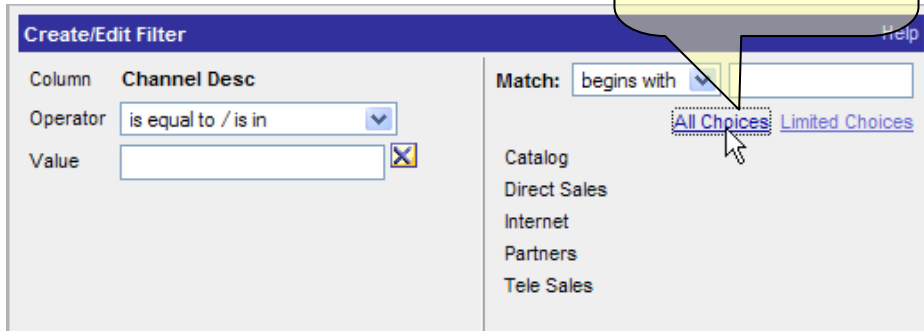 Create/Edit Filter Help
Column Channel Desc
Operator is equal to / is in
Value
Match: begins with
All Choices Limited Choices
Catalog
Direct Sales
Internet
Partners
Tele Sales